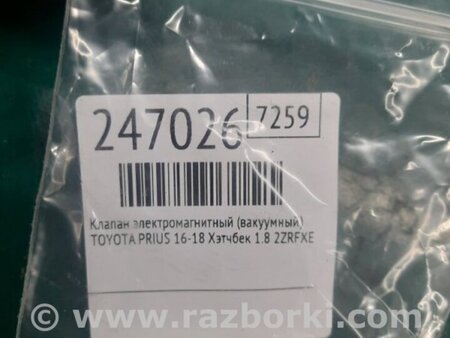 247026 7259
Клапан электромагнитный (вакуумный)
TOYOTA PRIUS 16-18 Хэтчбек 1.8 2ZRFXE
© www.razborki.com